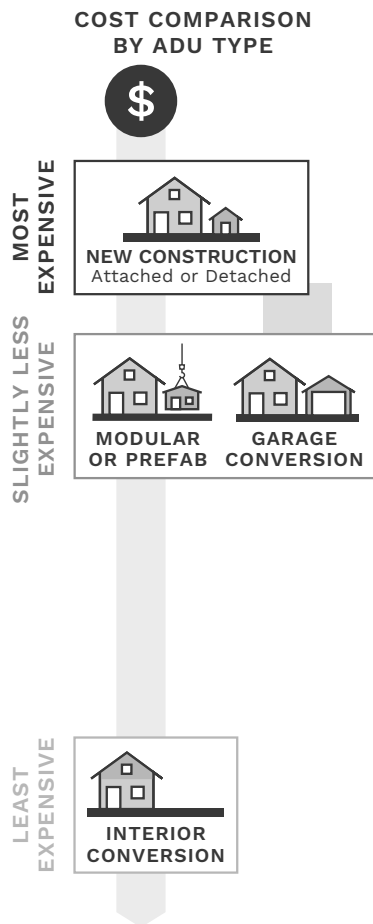 COST COMPARISON
BY ADU TYPE
$
MOST
EXPENSIVE
NEW CONSTRUCTION
Attached or Detached
SLIGHTLY LESS
EXPENSIVE
MODULAR
OR PREFAB
GARAGE
CONVERSION
LEAST
EXPENSIVE
INTERIOR
CONVERSION